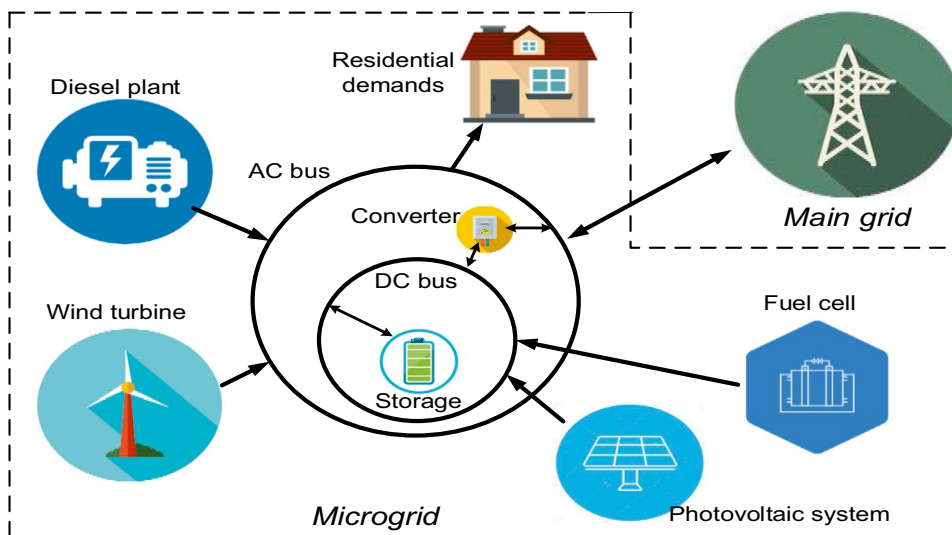 Residential
demands
Diesel plant
AC bus
Converter
Main grid
DC bus
Wind turbine
Fuel cell
Storage
Microgrid
Photovoltaic system